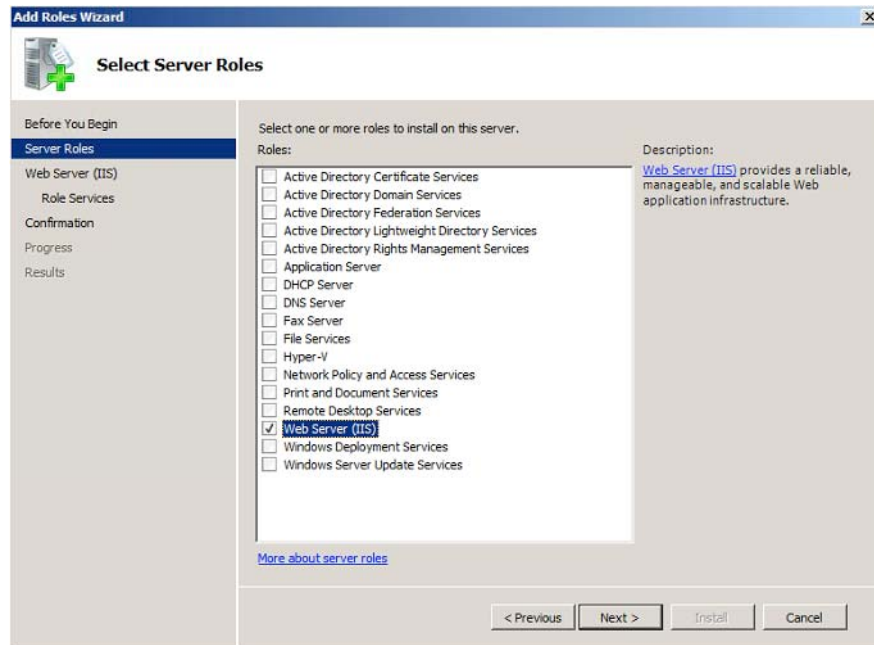 Add Roles Wizard
Select Server Roles
Before You Begin
Server Roles
Web Server (IIS)
Role Services
Confirmation
Progress
Results
Select one or more roles to install on this server.
Roles:
Active Directory Certificate Services
Active Directory Domain Services
Active Directory Federation Services
Active Directory Lightweight Directory Services
Active Directory Rights Management Services
Application Server
DHCP Server
DNS Server
Fax Server
File Services
Hyper-V
Network Policy and Access Services
Print and Document Services
Remote Desktop Services
Web Server (IIS)
Windows Deployment Services
Windows Server Update Services
More about server roles
Description:
Web Server (IIS) provides a reliable,
manageable, and scalable Web
application infrastructure.
< Previous
Next >
Install
Cancel